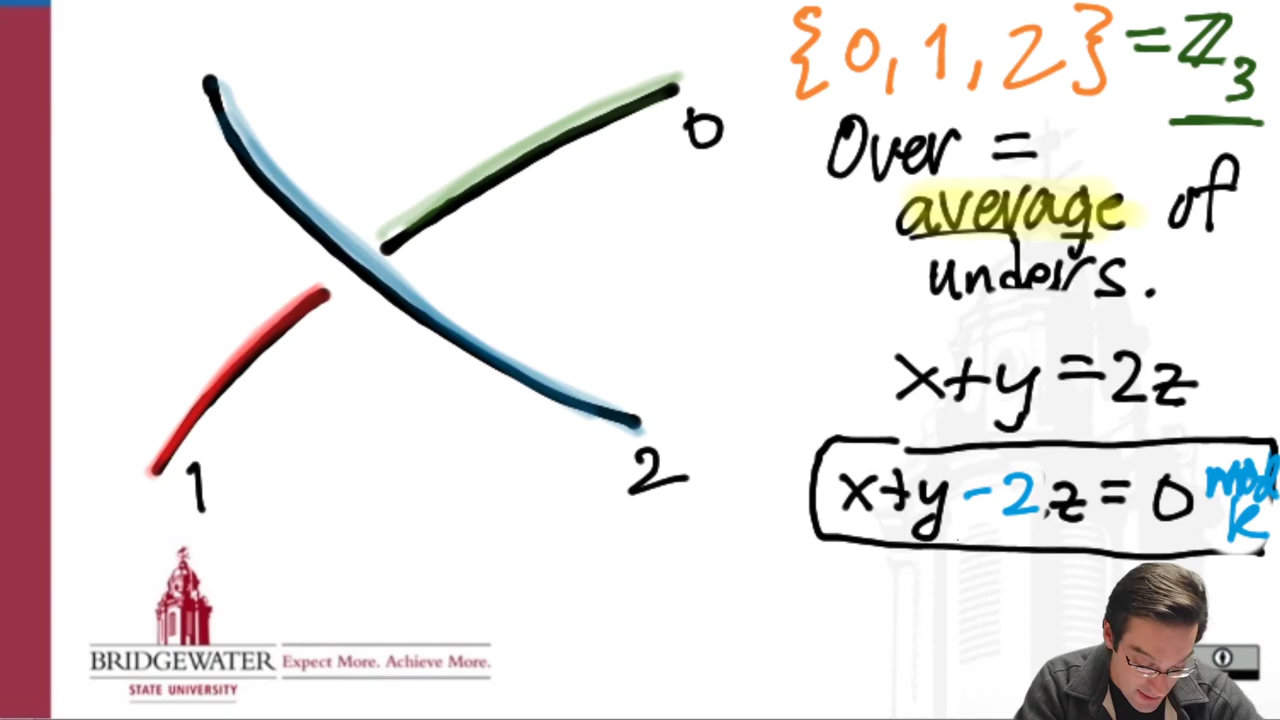 {0, 1, 2} = ℤ₃
Over =
average of
unders.
x+y=2z
x+y-2z=0 mod k
0
1
2
BRIDGEWATER
STATE UNIVERSITY
Expect More. Achieve More.